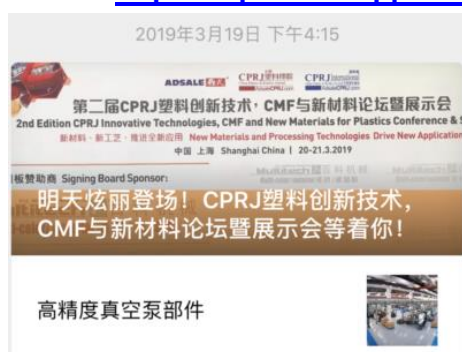 2019年3月19日 下午4:15
ADSALE
CPRJ
CPRJ
第二届CPRJ塑料创新技术，CMF与新材料论坛暨展示会
2nd Edition CPRJ Innovative Technologies, CMF and New Materials for Plastics Conference &
新材料 · 新工艺 · 推进全新应用 New Materials and Processing Technologies Drive New Application
中国 上海 Shanghai China | 20-21.3.2019
板赞助商 Signing Board Sponsor:
明天炫丽登场！CPRJ塑料创新技术，
CMF与新材料论坛暨展示会等着你！
高精度真空泵部件